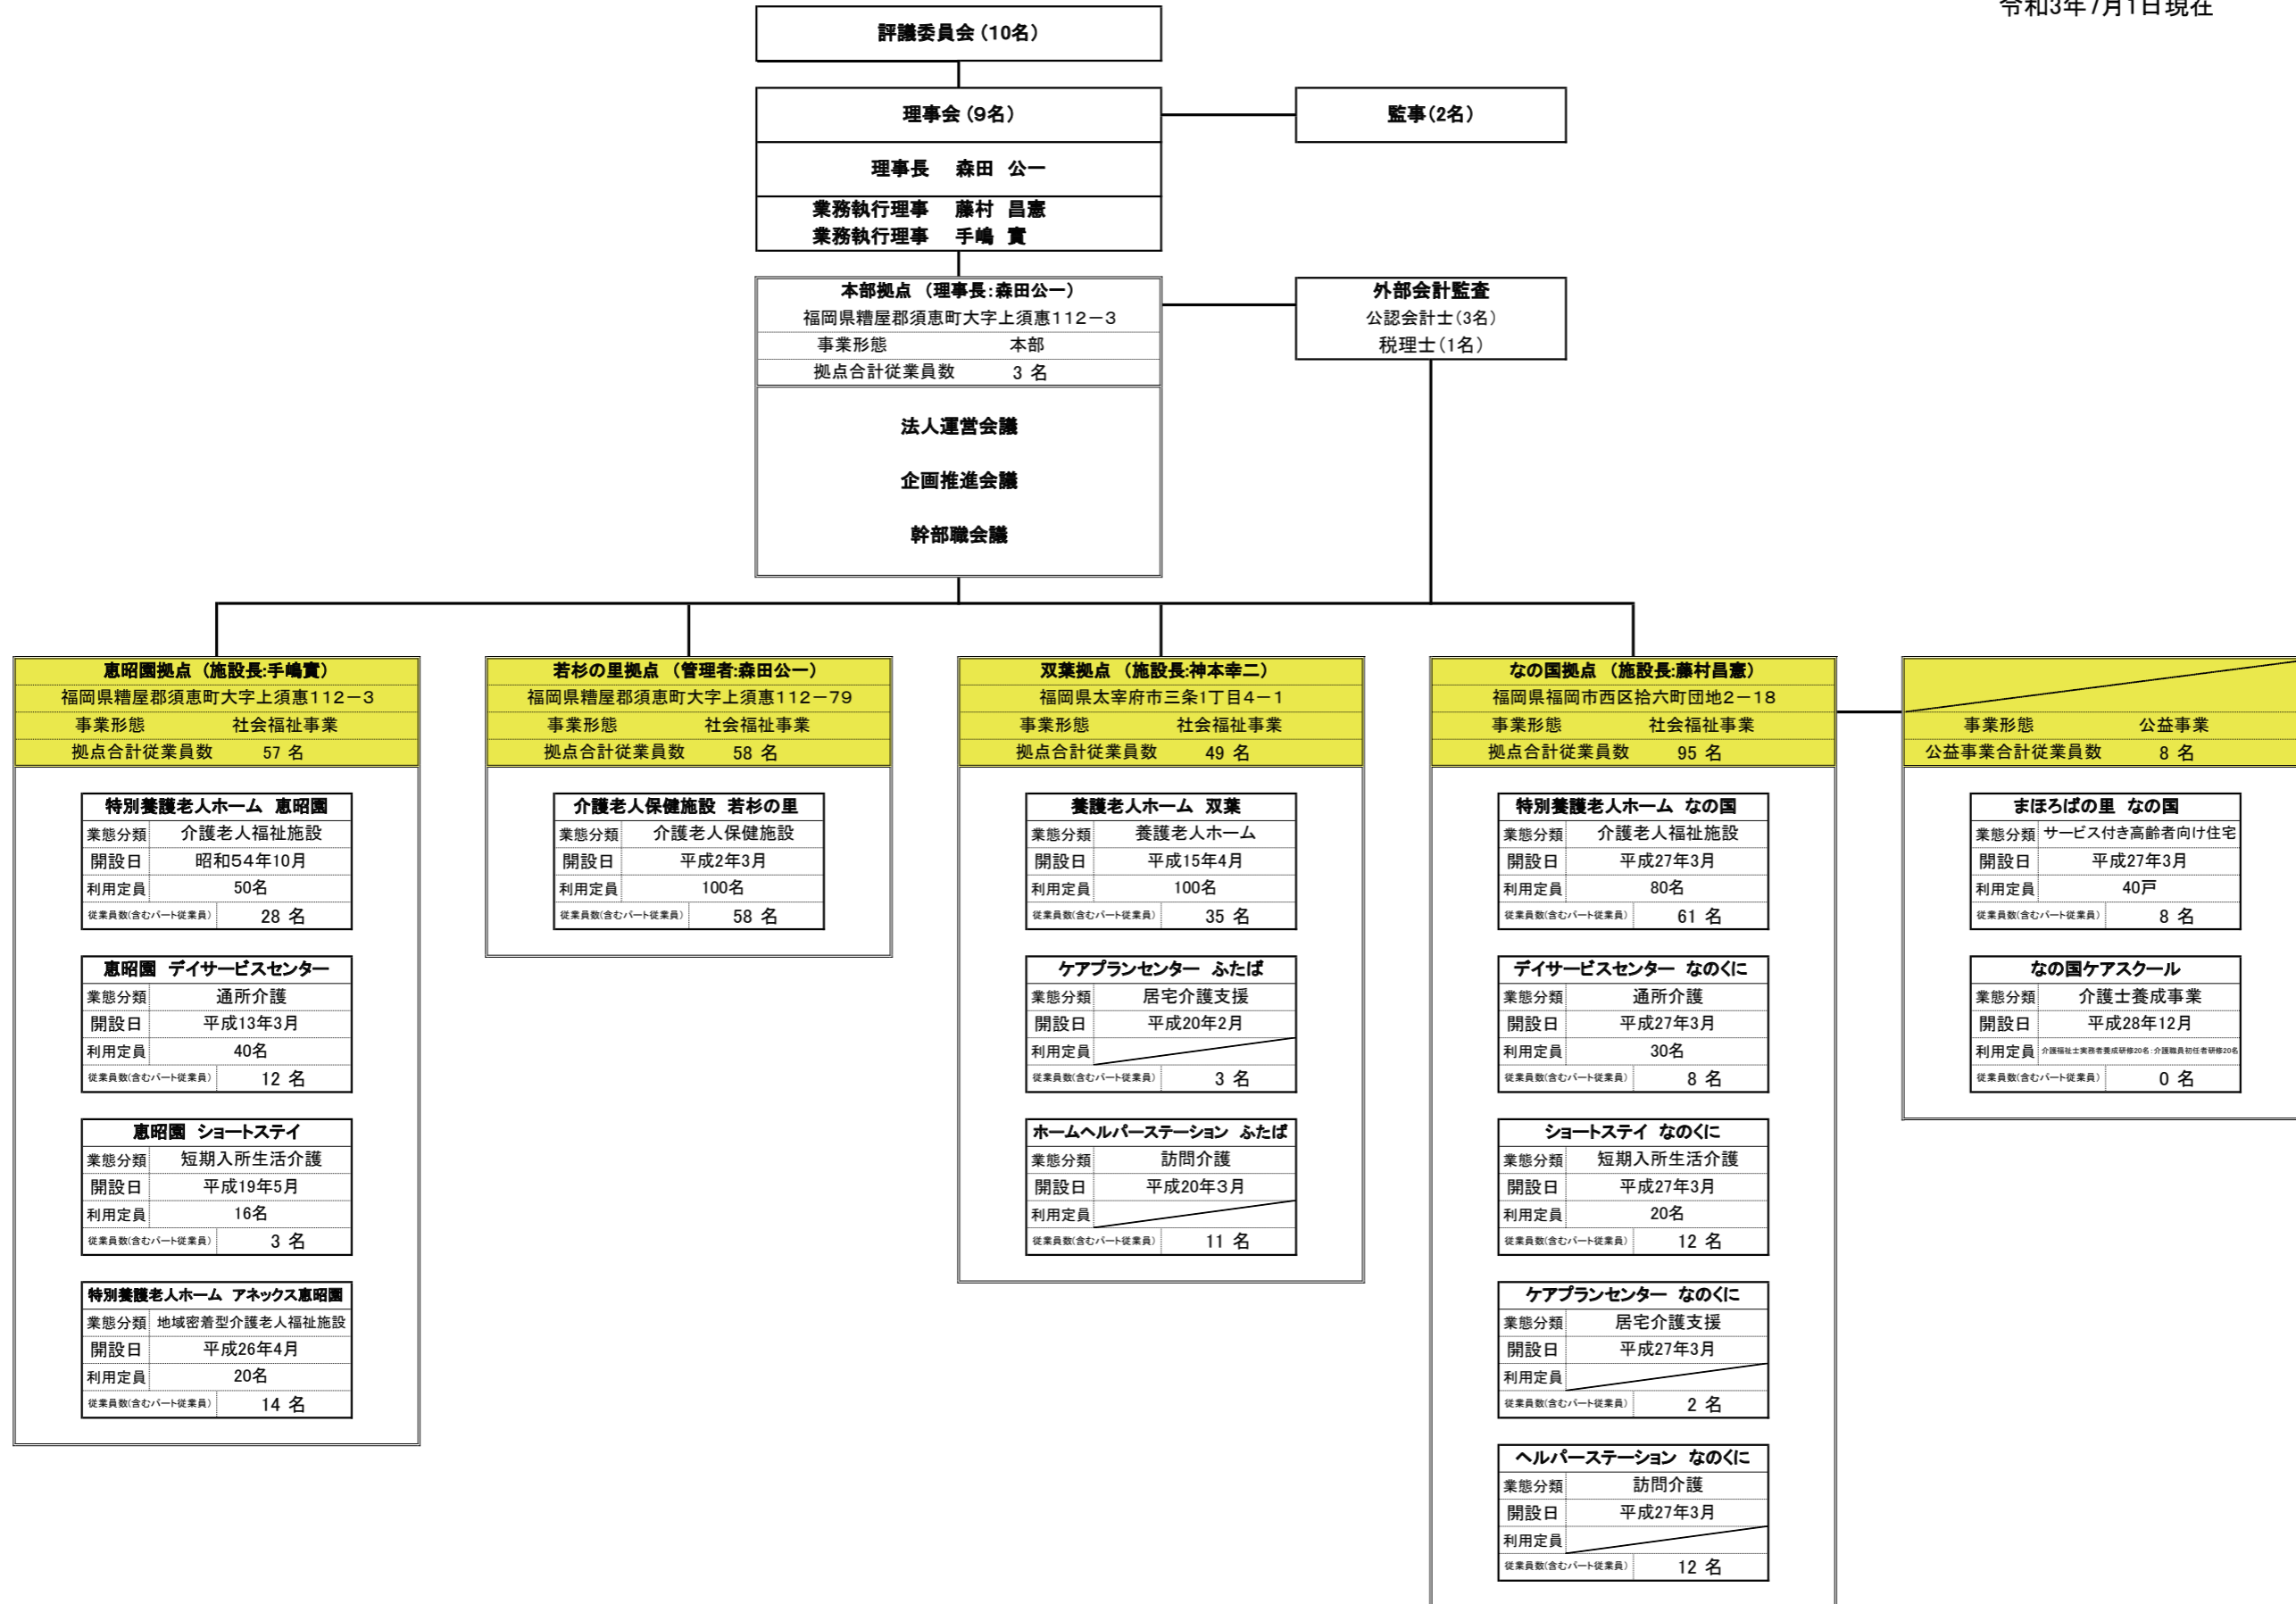 令和3年7月1日現在
評議委員会（10名）
理事会（9名）
監事（2名）
理事長　森田　公一
業務執行理事　藤村　昌憲
業務執行理事　手嶋　實
本部拠点　（理事長：森田公一）
福岡県糟屋郡須恵町大字上須惠112－3
事業形態　本部
拠点合計従業員数　3 名
外部会計監査
公認会計士（3名）
税理士（1名）
法人運営会議
企画推進会議
幹部職会議
恵昭園拠点　（施設長:手嶋實）
福岡県糟屋郡須恵町大字上須惠112－3
事業形態　社会福祉事業
拠点合計従業員数　57 名
特別養護老人ホーム　恵昭園
業態分類　介護老人福祉施設
開設日　昭和54年10月
利用定員　50名
従業員数（含むパート従業員）　28 名
恵昭園　デイサービスセンター
業態分類　通所介護
開設日　平成13年3月
利用定員　40名
従業員数（含むパート従業員）　12 名
恵昭園　ショートステイ
業態分類　短期入所生活介護
開設日　平成19年5月
利用定員　16名
従業員数（含むパート従業員）　3 名
特別養護老人ホーム　アネックス恵昭園
業態分類　地域密着型介護老人福祉施設
開設日　平成26年4月
利用定員　20名
従業員数（含むパート従業員）　14 名
若杉の里拠点　（管理者:森田公一）
福岡県糟屋郡須恵町大字上須惠112－79
事業形態　社会福祉事業
拠点合計従業員数　58 名
介護老人保健施設　若杉の里
業態分類　介護老人保健施設
開設日　平成2年3月
利用定員　100名
従業員数（含むパート従業員）　58 名
双葉拠点　（施設長:神本幸二）
福岡県太宰府市三条1丁目4－1
事業形態　社会福祉事業
拠点合計従業員数　49 名
養護老人ホーム　双葉
業態分類　養護老人ホーム
開設日　平成15年4月
利用定員　100名
従業員数（含むパート従業員）　35 名
ケアプランセンター　ふたば
業態分類　居宅介護支援
開設日　平成20年2月
利用定員
従業員数（含むパート従業員）　3 名
ホームヘルパーステーション　ふたば
業態分類　訪問介護
開設日　平成20年3月
利用定員
従業員数（含むパート従業員）　11 名
なの国拠点　（施設長:藤村昌憲）
福岡県福岡市西区拾六町団地2－18
事業形態　社会福祉事業
拠点合計従業員数　95 名
特別養護老人ホーム　なの国
業態分類　介護老人福祉施設
開設日　平成27年3月
利用定員　80名
従業員数（含むパート従業員）　61 名
デイサービスセンター　なのくに
業態分類　通所介護
開設日　平成27年3月
利用定員　30名
従業員数（含むパート従業員）　8 名
ショートステイ　なのくに
業態分類　短期入所生活介護
開設日　平成27年3月
利用定員　20名
従業員数（含むパート従業員）　12 名
ケアプランセンター　なのくに
業態分類　居宅介護支援
開設日　平成27年3月
利用定員
従業員数（含むパート従業員）　2 名
ヘルパーステーション　なのくに
業態分類　訪問介護
開設日　平成27年3月
利用定員
従業員数（含むパート従業員）　12 名
事業形態　公益事業
公益事業合計従業員数　8 名
まほろばの里　なの国
業態分類　サービス付き高齢者向け住宅
開設日　平成27年3月
利用定員　40戸
従業員数（含むパート従業員）　8 名
なの国ケアスクール
業態分類　介護士養成事業
開設日　平成28年12月
利用定員　介護福祉士実務者養成研修20名：介護職員初任者研修20名
従業員数（含むパート従業員）　0 名